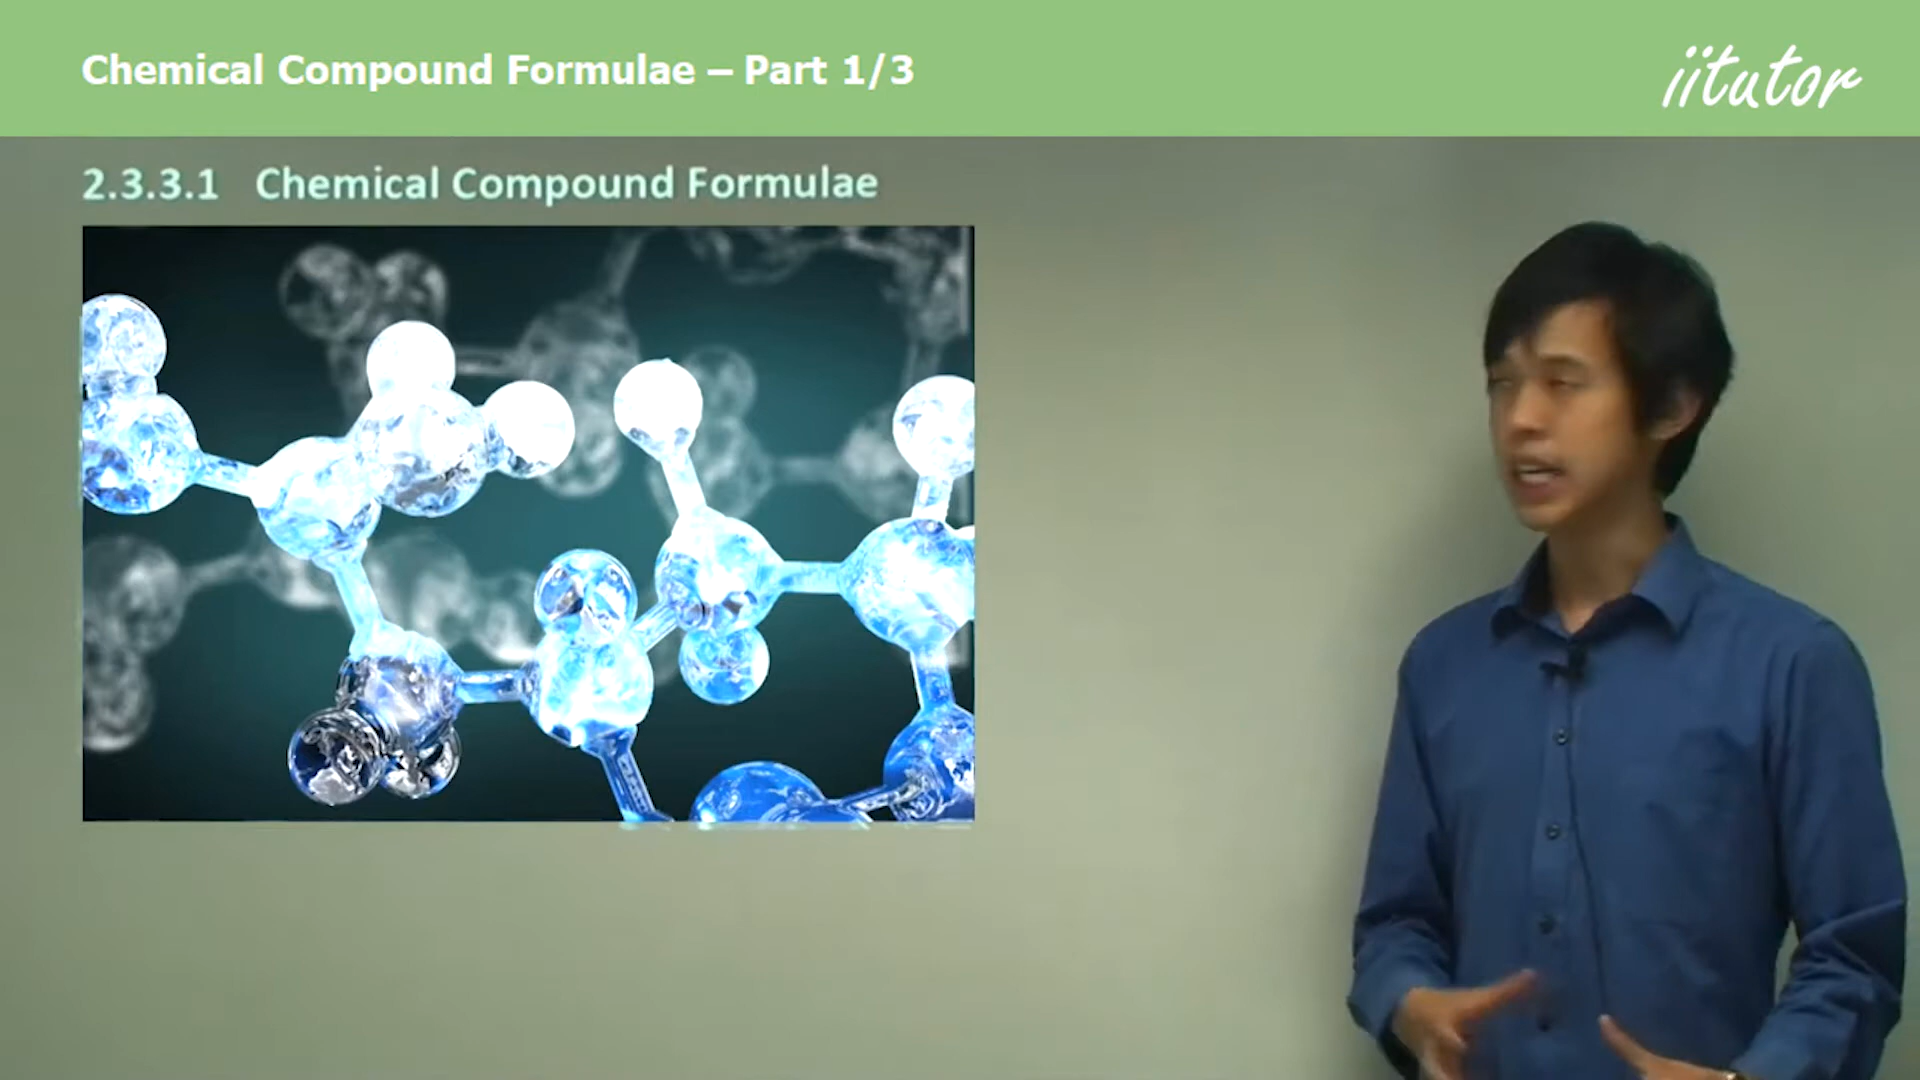 Chemical Compound Formulae – Part 1/3
iitutor
2.3.3.1 Chemical Compound Formulae